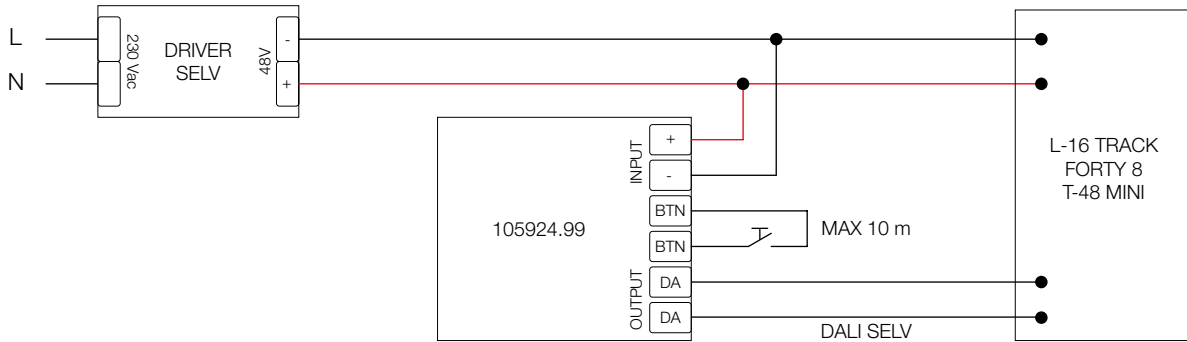 L
N
230 Vac
DRIVER
SELV
48V
-
+
105924.99
INPUT
+
-
BTN
BTN
OUTPUT
DA
DA
MAX 10 m
DALI SELV
L-16 TRACK
FORTY 8
T-48 MINI